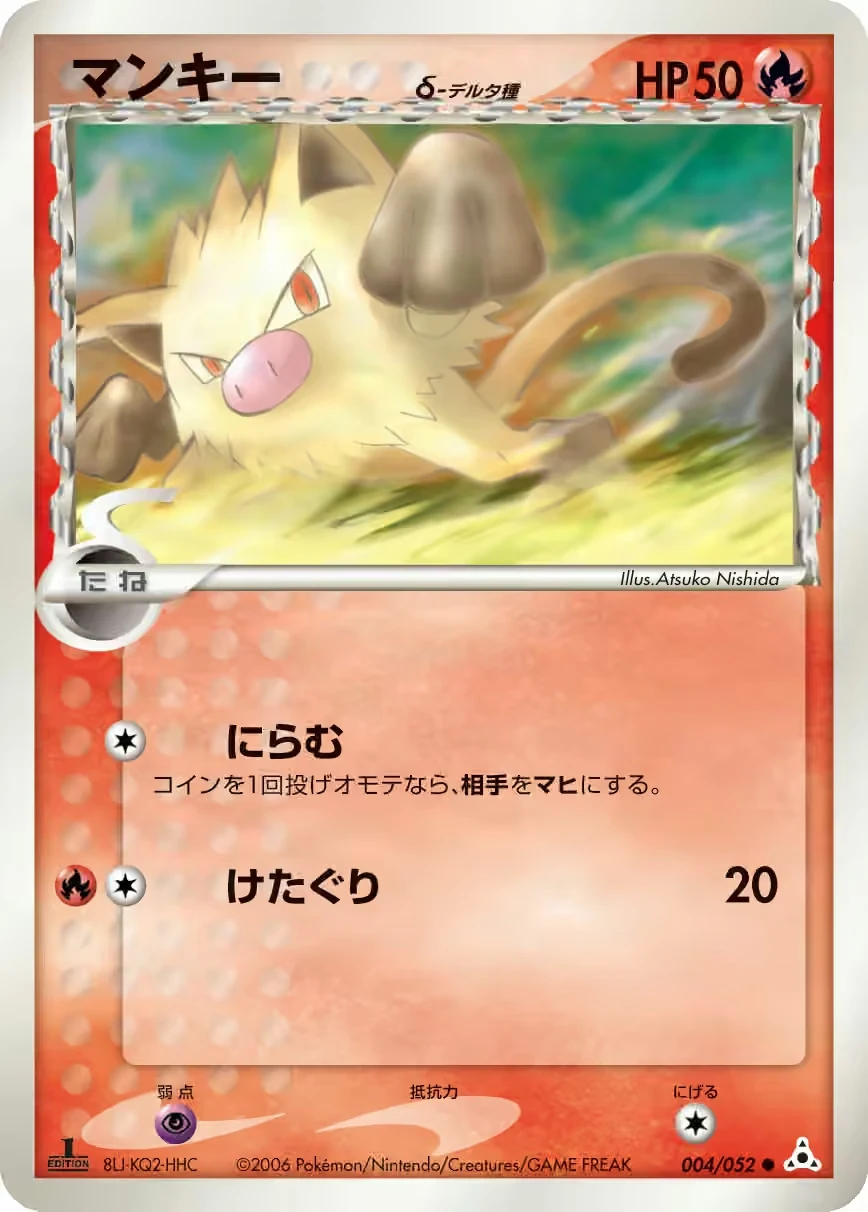 マンキー δ-デルタ種 HP50
たね
Illus.Atsuko Nishida
にらむ
コインを1回投げオモテなら、相手をマヒにする。
けたぐり 20
弱点 抵抗力 にげる
1 EDITION 8LJ-KQ2-HHC ©2006 Pokémon/Nintendo/Creatures/GAME FREAK 004/052